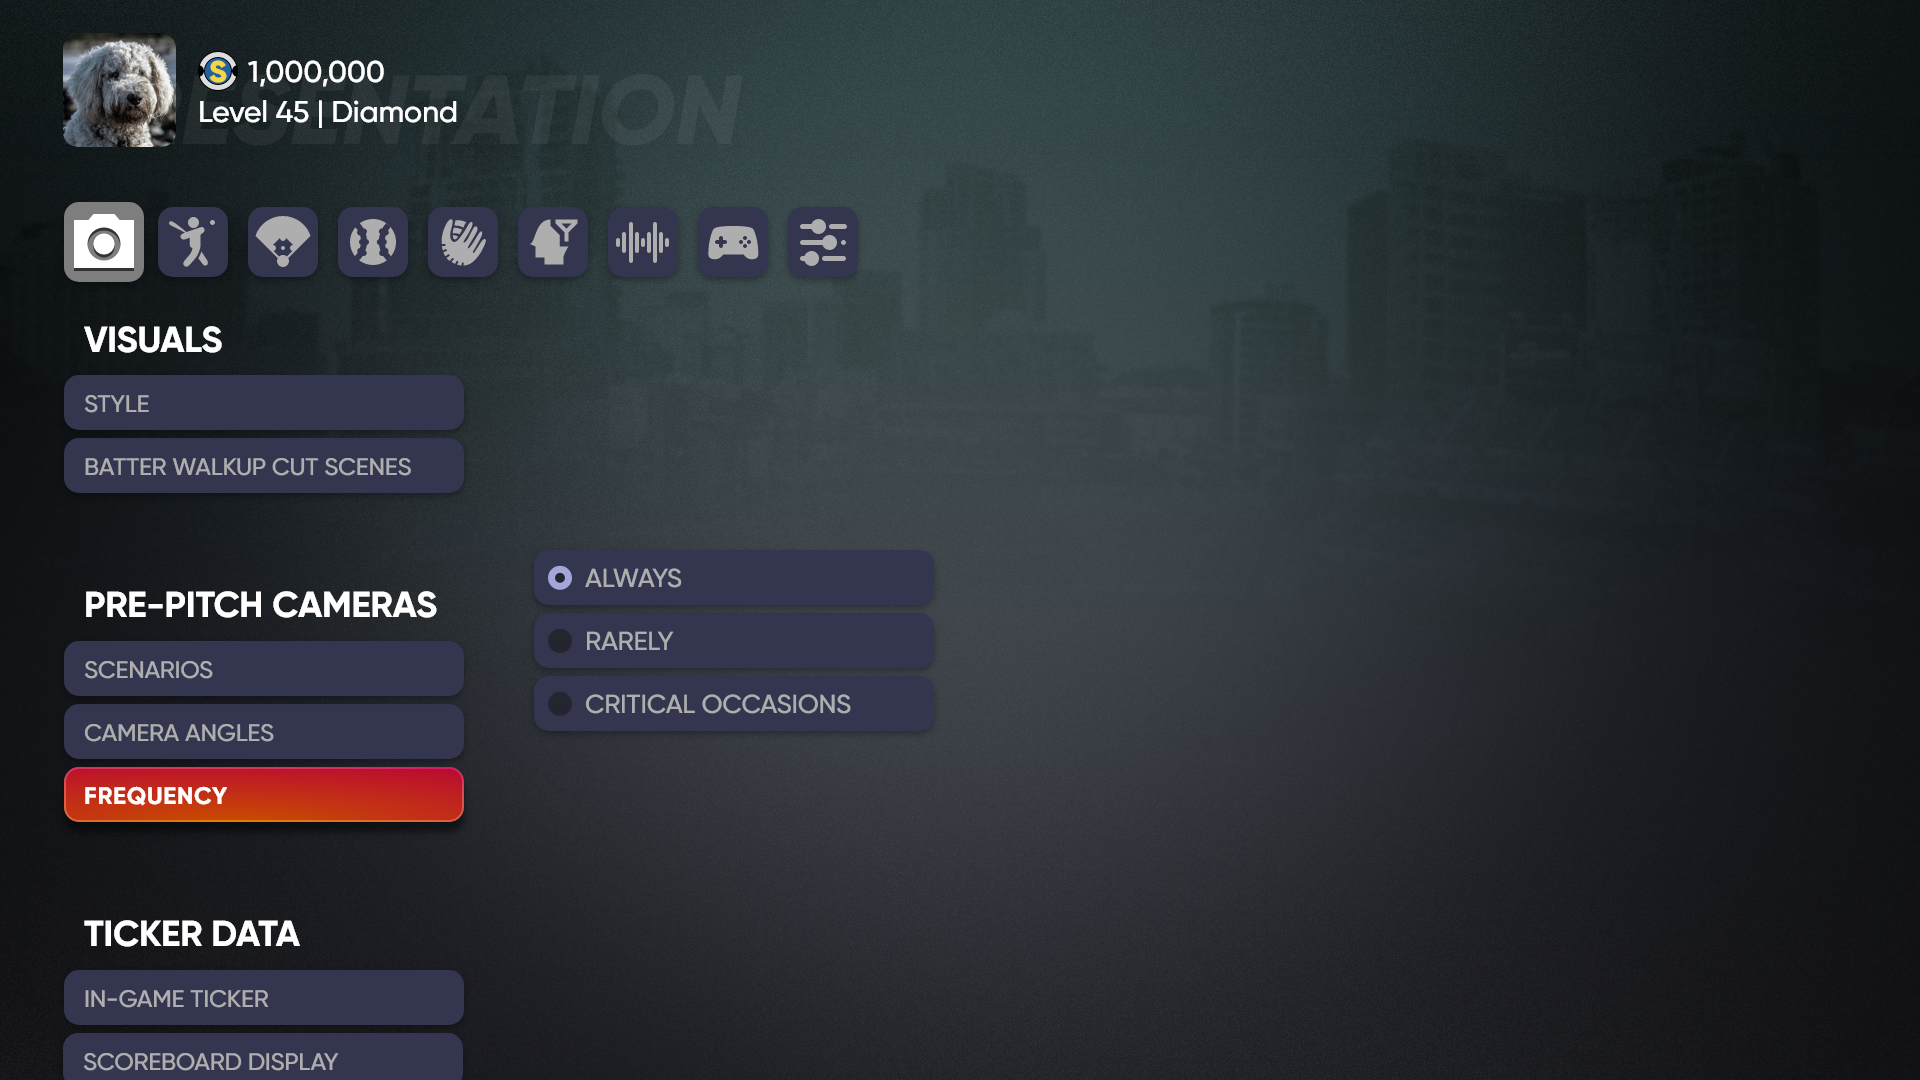 1,000,000
Level 45 | Diamond
ESENTATION
VISUALS
STYLE
BATTER WALKUP CUT SCENES
PRE-PITCH CAMERAS
SCENARIOS
CAMERA ANGLES
FREQUENCY
ALWAYS
RARELY
CRITICAL OCCASIONS
TICKER DATA
IN-GAME TICKER
SCOREBOARD DISPLAY